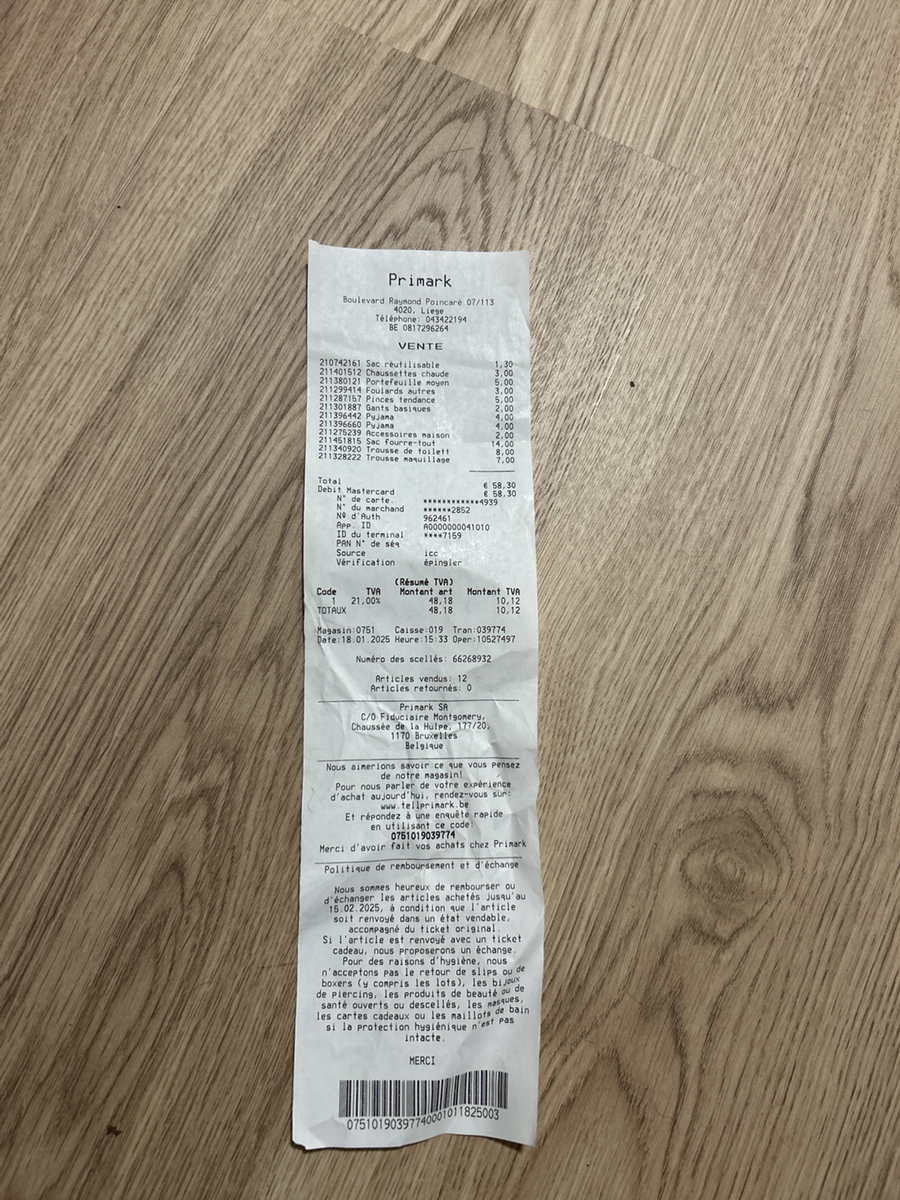 Primark
Boulevard Raymond Poincaré 07/113
4020, Liege
Téléphone: 043422194
BE 0817296264
VENTE
210742161 Sac réutilisable 1,30
211401512 Chaussettes chaude 3,00
211380121 Portefeuille moyen 5,00
211299414 Foulards autres 3,00
211287157 Pinces tendance 5,00
211301887 Gants basiques 2,00
211396442 Pyjama 4,00
211396660 Pyjama 4,00
211275239 Accessoires maison 2,00
211451815 Sac fourre-tout 14,00
211340920 Trousse de toilett 8,00
211328222 Trousse maquillage 7,00
Total € 58,30
Debit Mastercard € 58,30
N° de carte. ************4939
N° du marchand ******2852
Nº d'Auth 962461
App. ID A0000000041010
ID du terminal ****7159
PAN N° de séq
Source icc
Vérification épingler
(Résumé TVA)
Code TVA Montant art Montant TVA
1 21,00% 48,18 10,12
TOTAUX 48,18 10,12
Magasin:0751 Caisse:019 Tran:039774
Date:18.01.2025 Heure:15:33 Oper:10527497
Numéro des scellés: 66268932
Articles vendus: 12
Articles retournés: 0
Primark SA
C/O Fiduciaire Montgomery,
Chaussée de la Hulpe, 177/20,
1170 Bruxelles
Belgique
Nous aimerions savoir ce que vous pensez
de notre magasin!
Pour nous parler de votre expérience
d'achat aujourd'hui, rendez-vous sur:
www.tellprimark.be
Et répondez à une enquête rapide
en utilisant ce code:
0751019039774
Merci d'avoir fait vos achats chez Primark
Politique de remboursement et d'échange
Nous sommes heureux de rembourser ou
d'échanger les articles achetés jusqu'au
15.02.2025, à condition que l'article
soit renvoyé dans un état vendable,
accompagné du ticket original.
Si l'article est renvoyé avec un ticket
cadeau, nous proposerons un échange.
Pour des raisons d'hygiène, nous
n'acceptons pas le retour de slips ou de
boxers (y compris les lots), les bijoux
de piercing, les produits de beauté ou de
santé ouverts ou descellés, les masques,
les cartes cadeaux ou les maillots de bain
si la protection hygiénique n'est pas
intacte.
MERCI
07510190397740001011825003